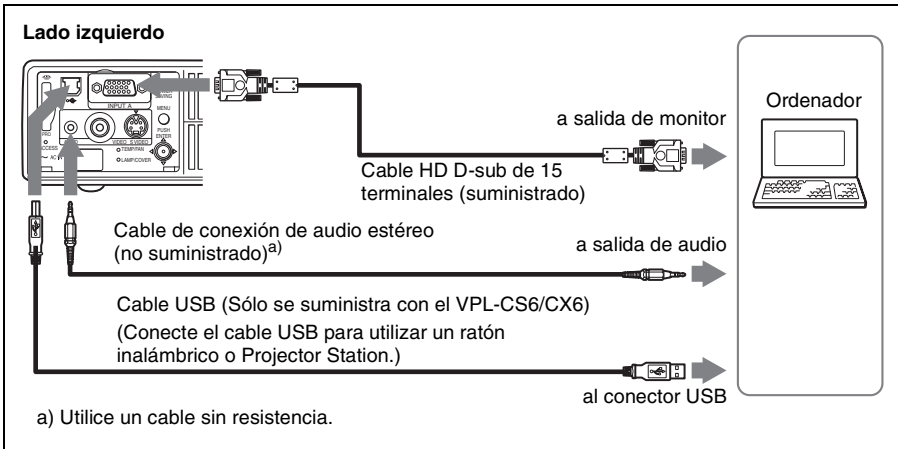 Lado izquierdo
INPUT A
SAVING
MENU
PUSH
ENTER
PRO
VIDEO S VIDEO
TEMP/FAN
LAMP/COVER
a salida de monitor
Ordenador
Cable HD D-sub de 15
terminales (suministrado)
Cable de conexión de audio estéreo
(no suministrado)a)
a salida de audio
Cable USB (Sólo se suministra con el VPL-CS6/CX6)
(Conecte el cable USB para utilizar un ratón
inalámbrico o Projector Station.)
al conector USB
a) Utilice un cable sin resistencia.